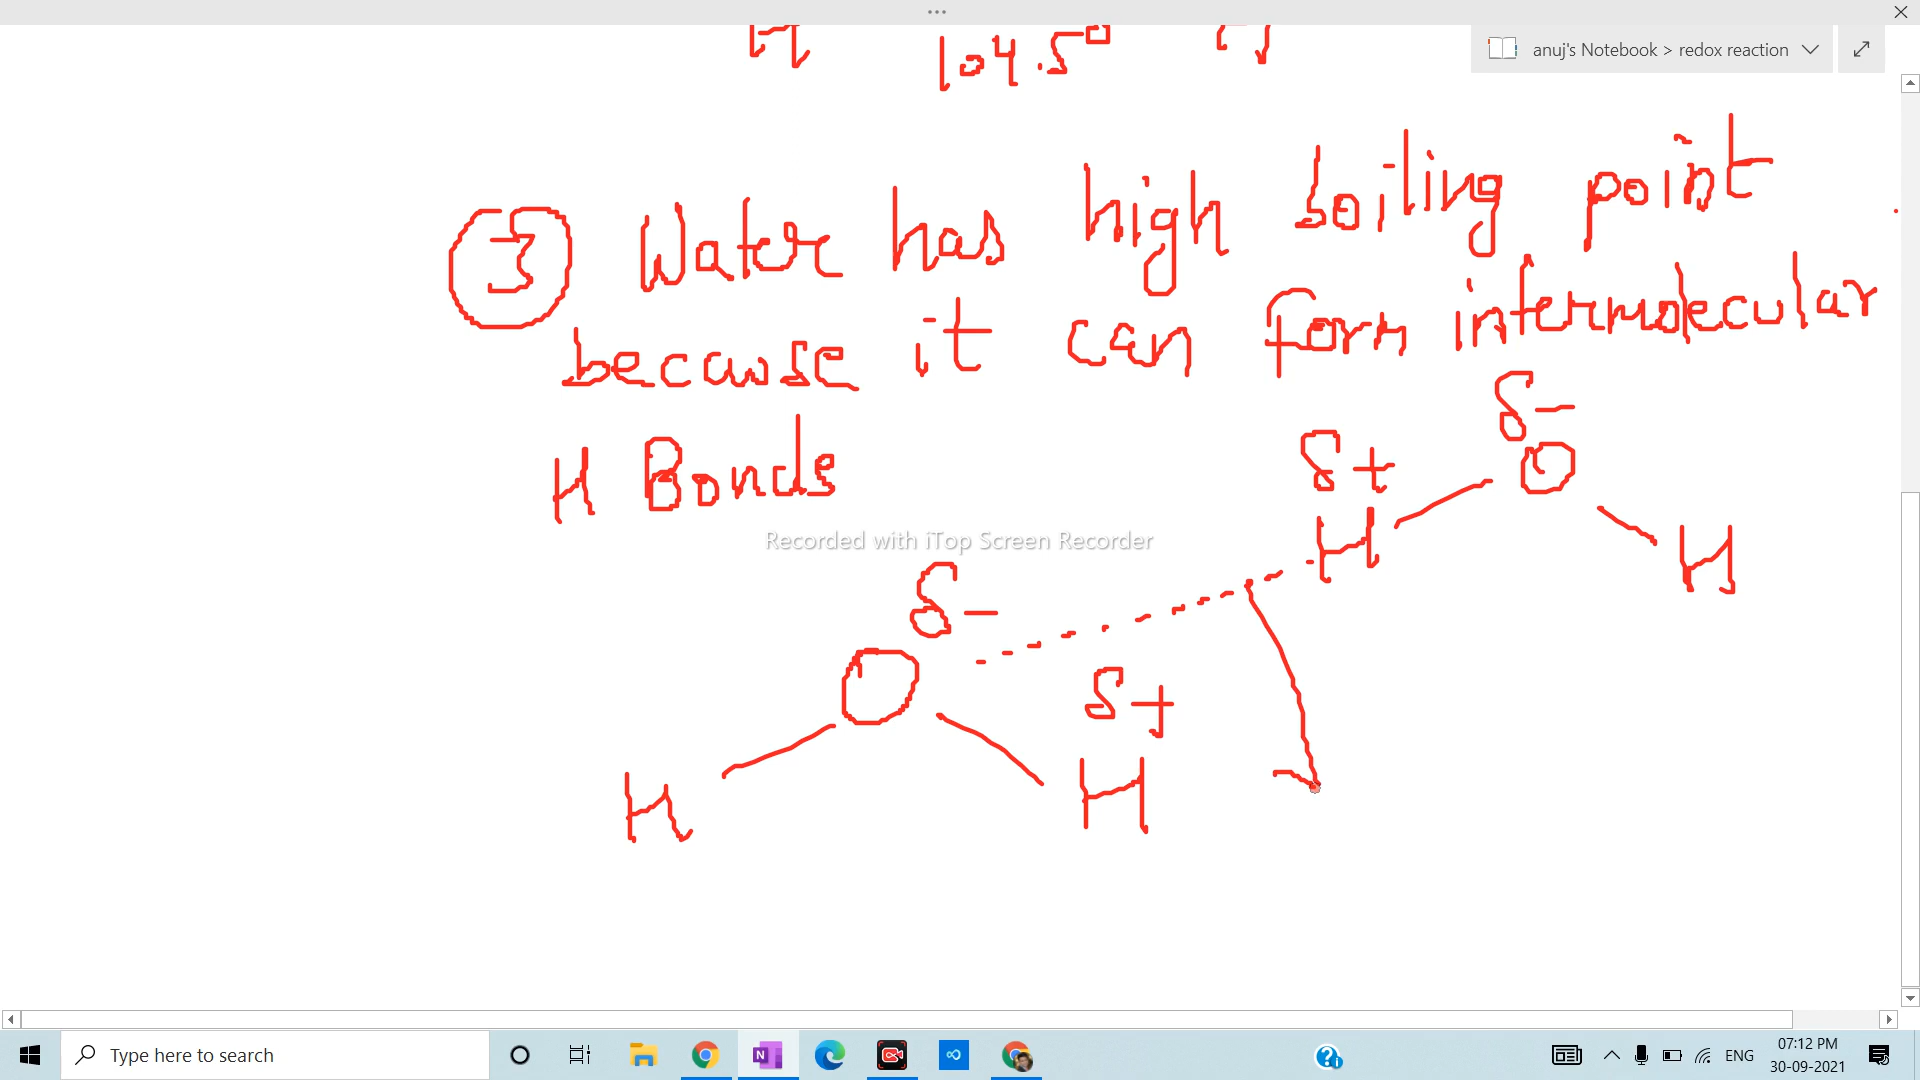 anuj's Notebook > redox reaction
104.5°
③ Water has high boiling point
because it can form intermolecular
H Bonds
δ-
δ+
O
H
H
Recorded with iTop Screen Recorder
δ-
O
δ+
H
H
Type here to search
ENG
07:12 PM
30-09-2021